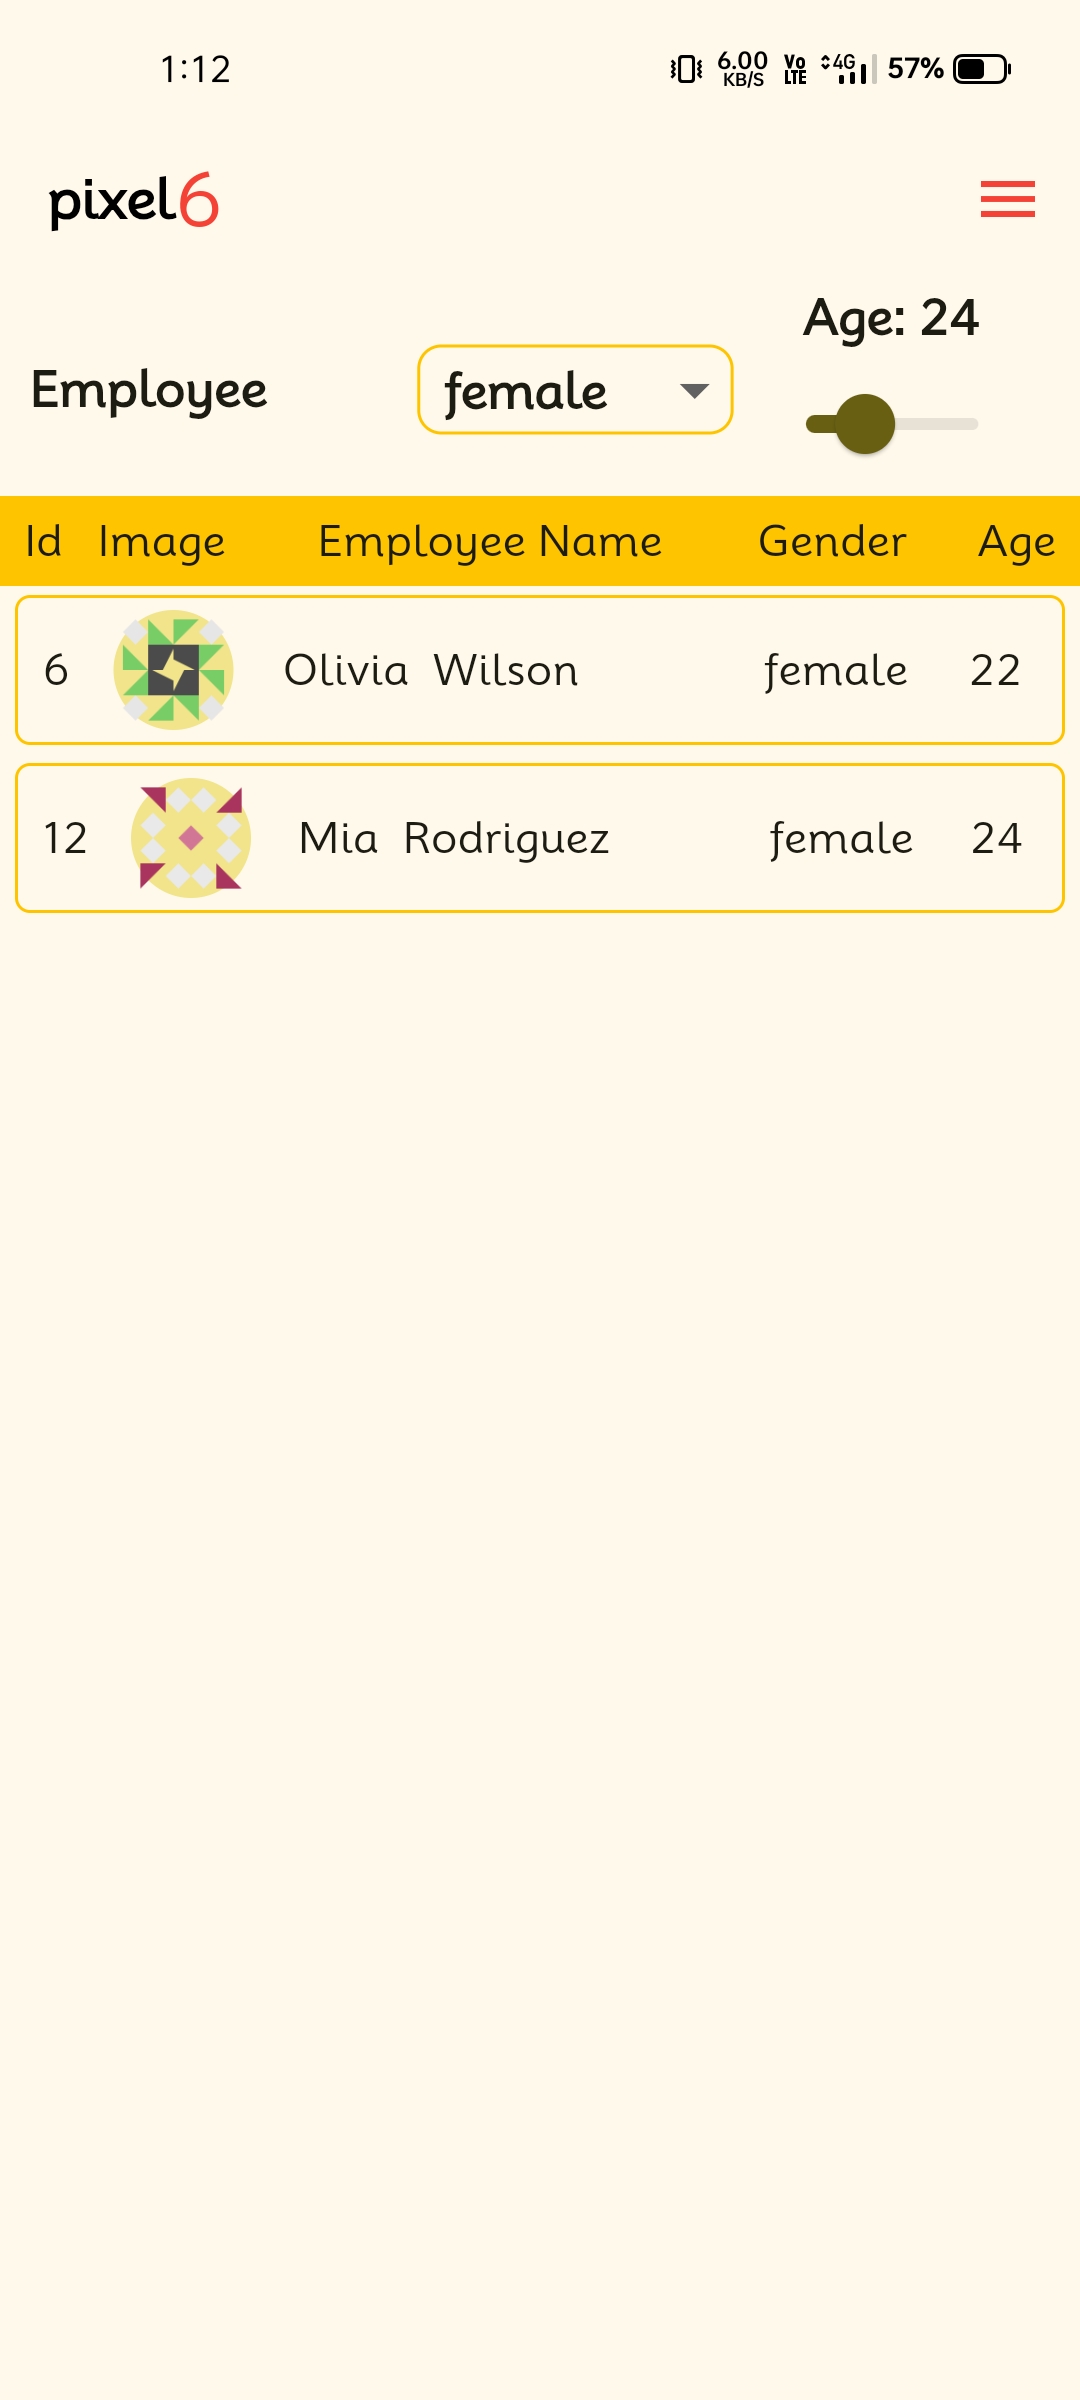 1:12 6.00 KB/S Vo LTE 4G 57%
pixel6
Age: 24
Employee female
Id Image Employee Name Gender Age
6 Olivia Wilson female 22
12 Mia Rodriguez female 24